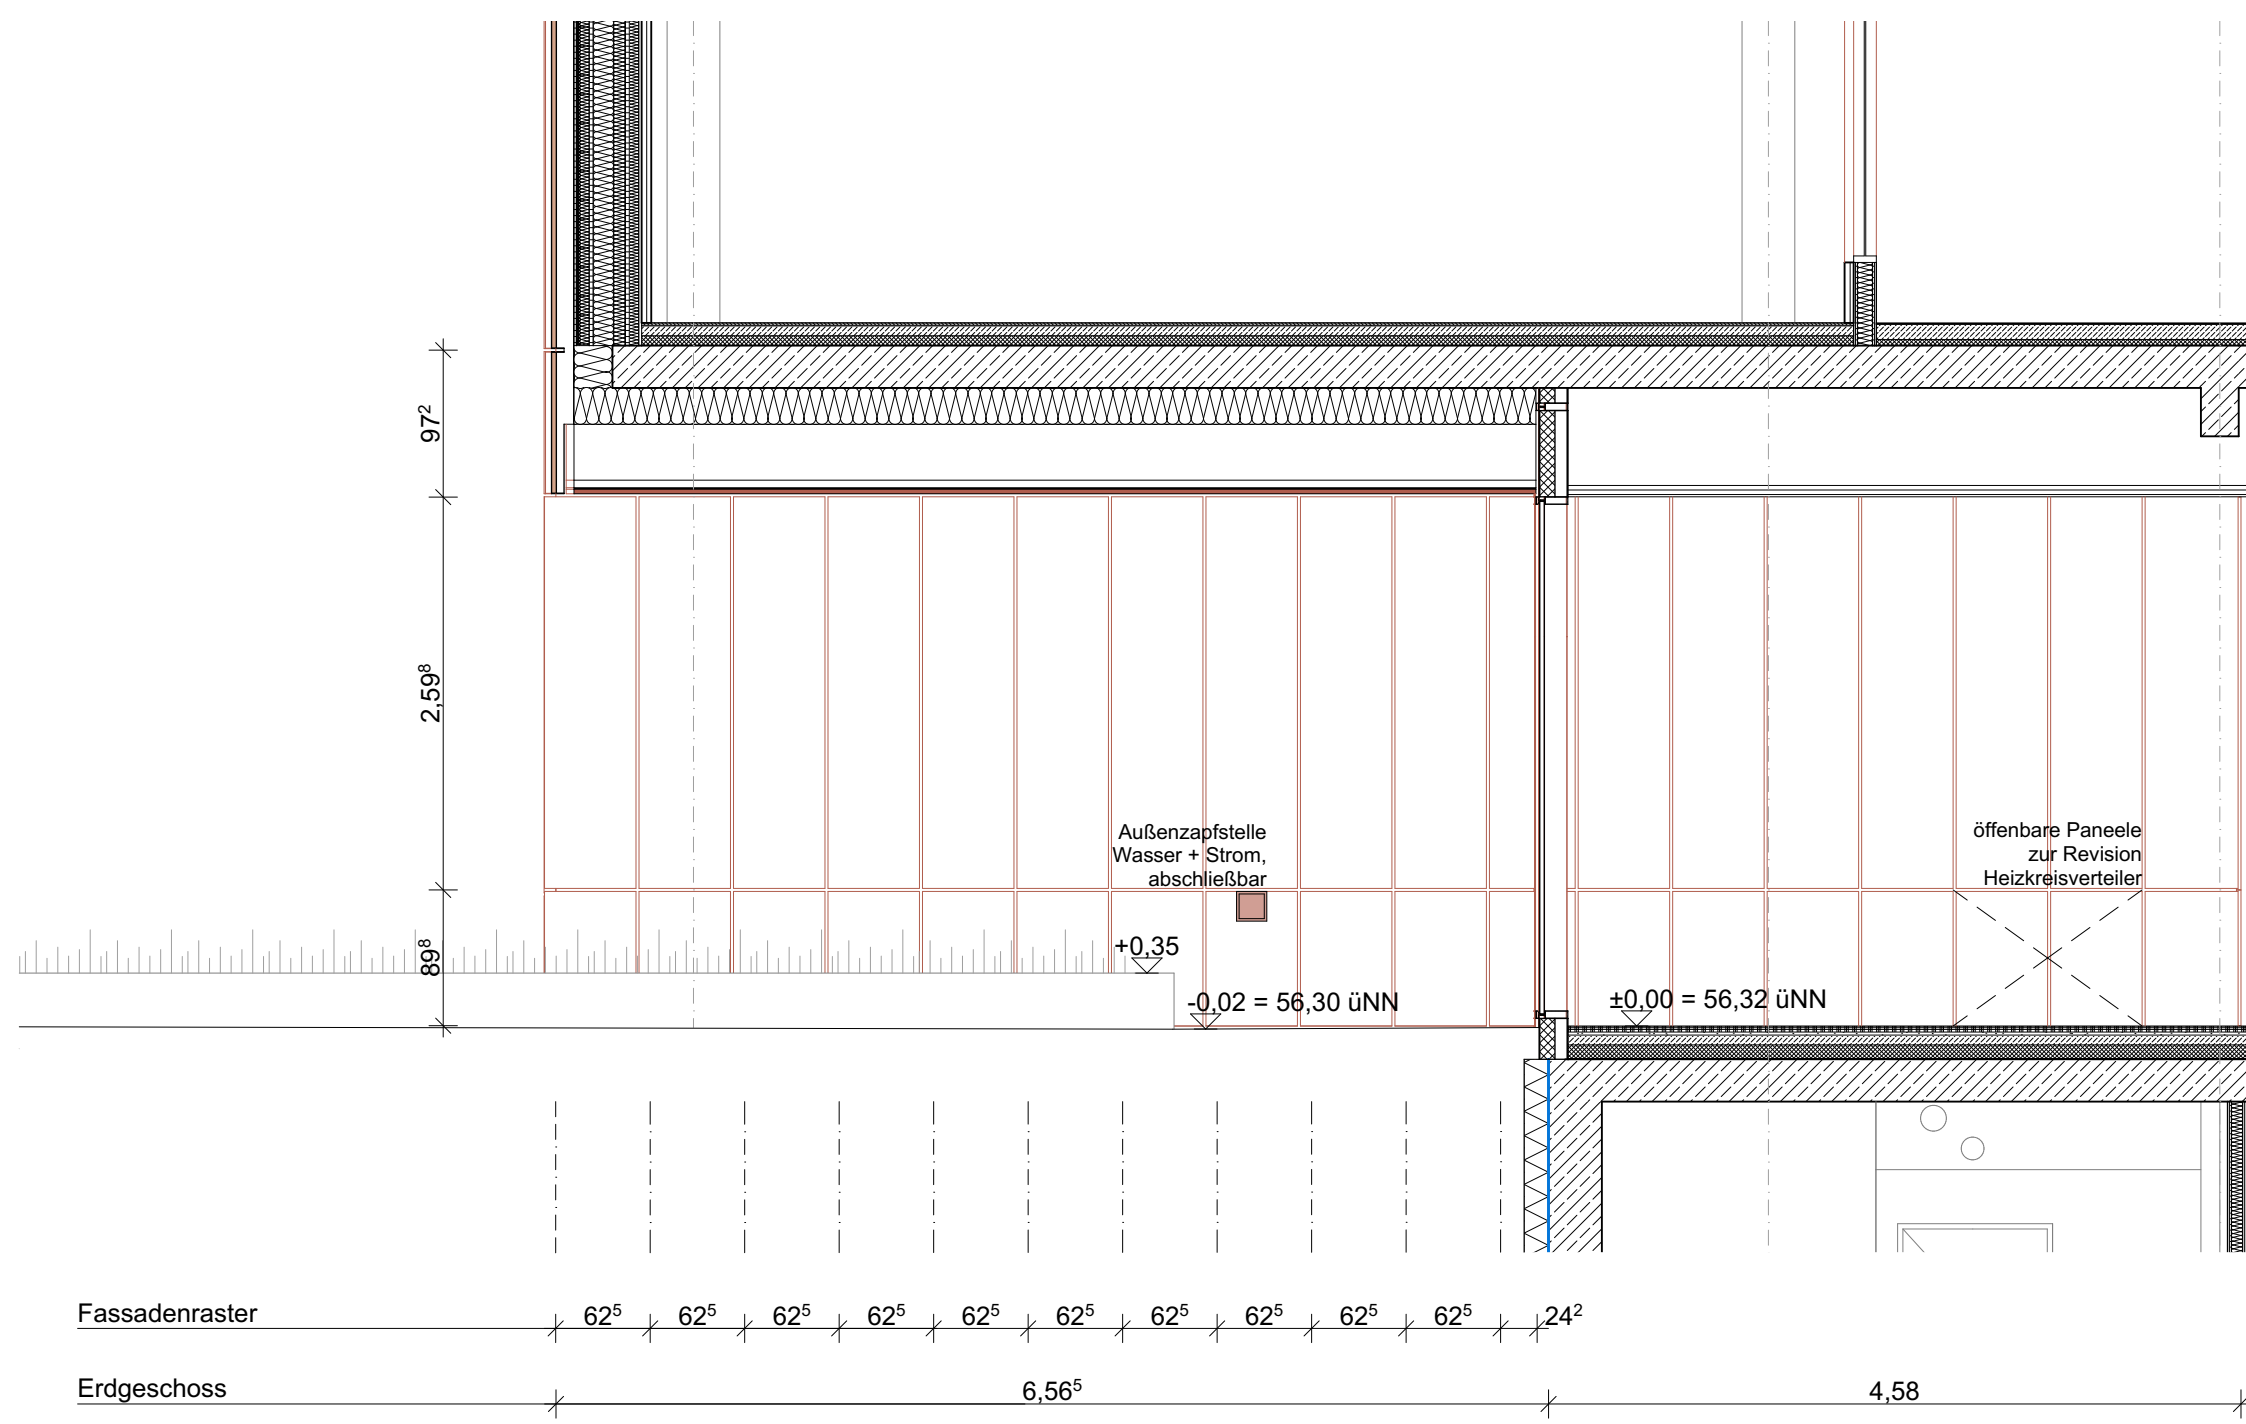 97²
2,59⁸
Außenzapfstelle
Wasser + Strom,
abschließbar
öffenbare Paneele
zur Revision
Heizkreisverteiler
89⁸
+0,35
-0,02 = 56,30 üNN
±0,00 = 56,32 üNN
Fassadenraster 62⁵ 62⁵ 62⁵ 62⁵ 62⁵ 62⁵ 62⁵ 62⁵ 62⁵ 62⁵ 24²
Erdgeschoss 6,56⁵ 4,58